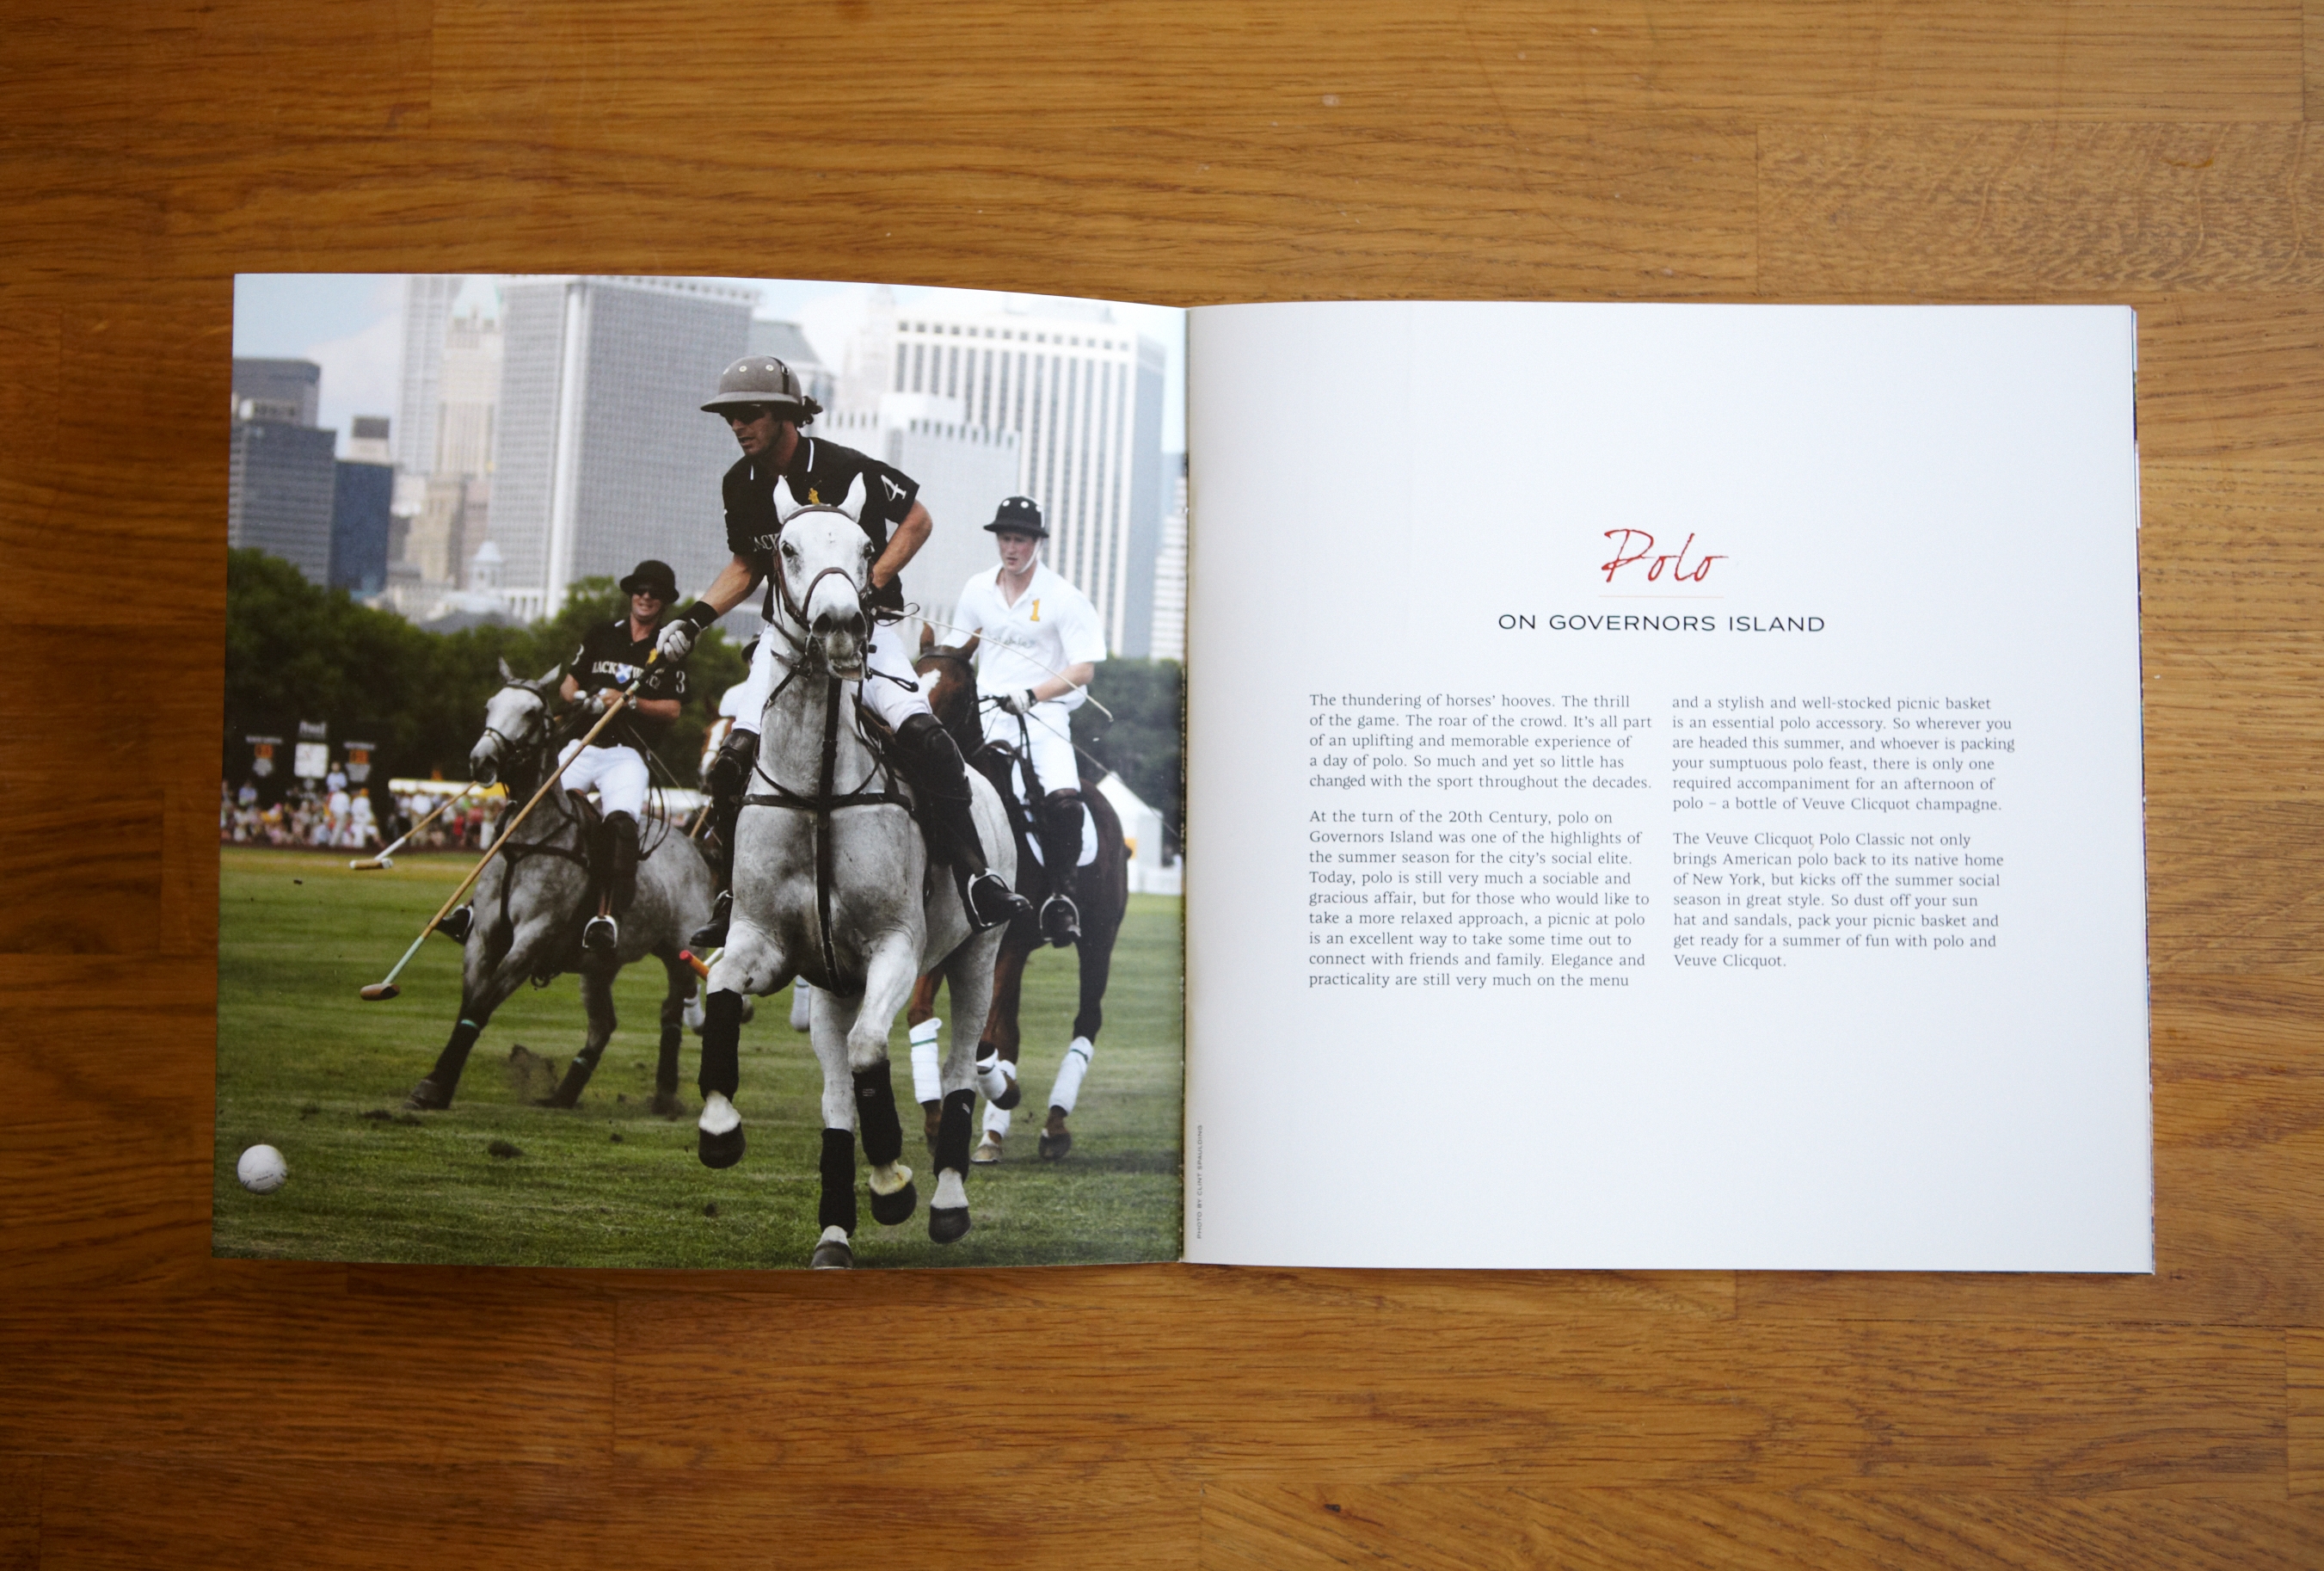 4
1
3
3
Polo
ON GOVERNORS ISLAND
The thundering of horses' hooves. The thrill
of the game. The roar of the crowd. It's all part
of an uplifting and memorable experience of
a day of polo. So much and yet so little has
changed with the sport throughout the decades.
At the turn of the 20th Century, polo on
Governors Island was one of the highlights of
the summer season for the city's social elite.
Today, polo is still very much a sociable and
gracious affair, but for those who would like to
take a more relaxed approach, a picnic at polo
is an excellent way to take some time out to
connect with friends and family. Elegance and
practicality are still very much on the menu
and a stylish and well-stocked picnic basket
is an essential polo accessory. So wherever you
are headed this summer, and whoever is packing
your sumptuous polo feast, there is only one
required accompaniment for an afternoon of
polo – a bottle of Veuve Clicquot champagne.
The Veuve Clicquot Polo Classic not only
brings American polo back to its native home
of New York, but kicks off the summer social
season in great style. So dust off your sun
hat and sandals, pack your picnic basket and
get ready for a summer of fun with polo and
Veuve Clicquot.
PHOTO BY CLINT SPAULDING